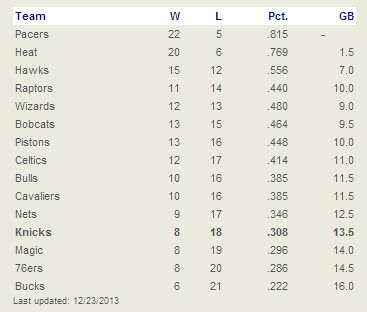 Team W L Pct. GB
Pacers 22 5 .815 -
Heat 20 6 .769 1.5
Hawks 15 12 .556 7.0
Raptors 11 14 .440 10.0
Wizards 12 13 .480 9.0
Bobcats 13 15 .464 9.5
Pistons 13 16 .448 10.0
Celtics 12 17 .414 11.0
Bulls 10 16 .385 11.5
Cavaliers 10 16 .385 11.5
Nets 9 17 .346 12.5
Knicks 8 18 .308 13.5
Magic 8 19 .296 14.0
76ers 8 20 .286 14.5
Bucks 6 21 .222 16.0
Last updated: 12/23/2013